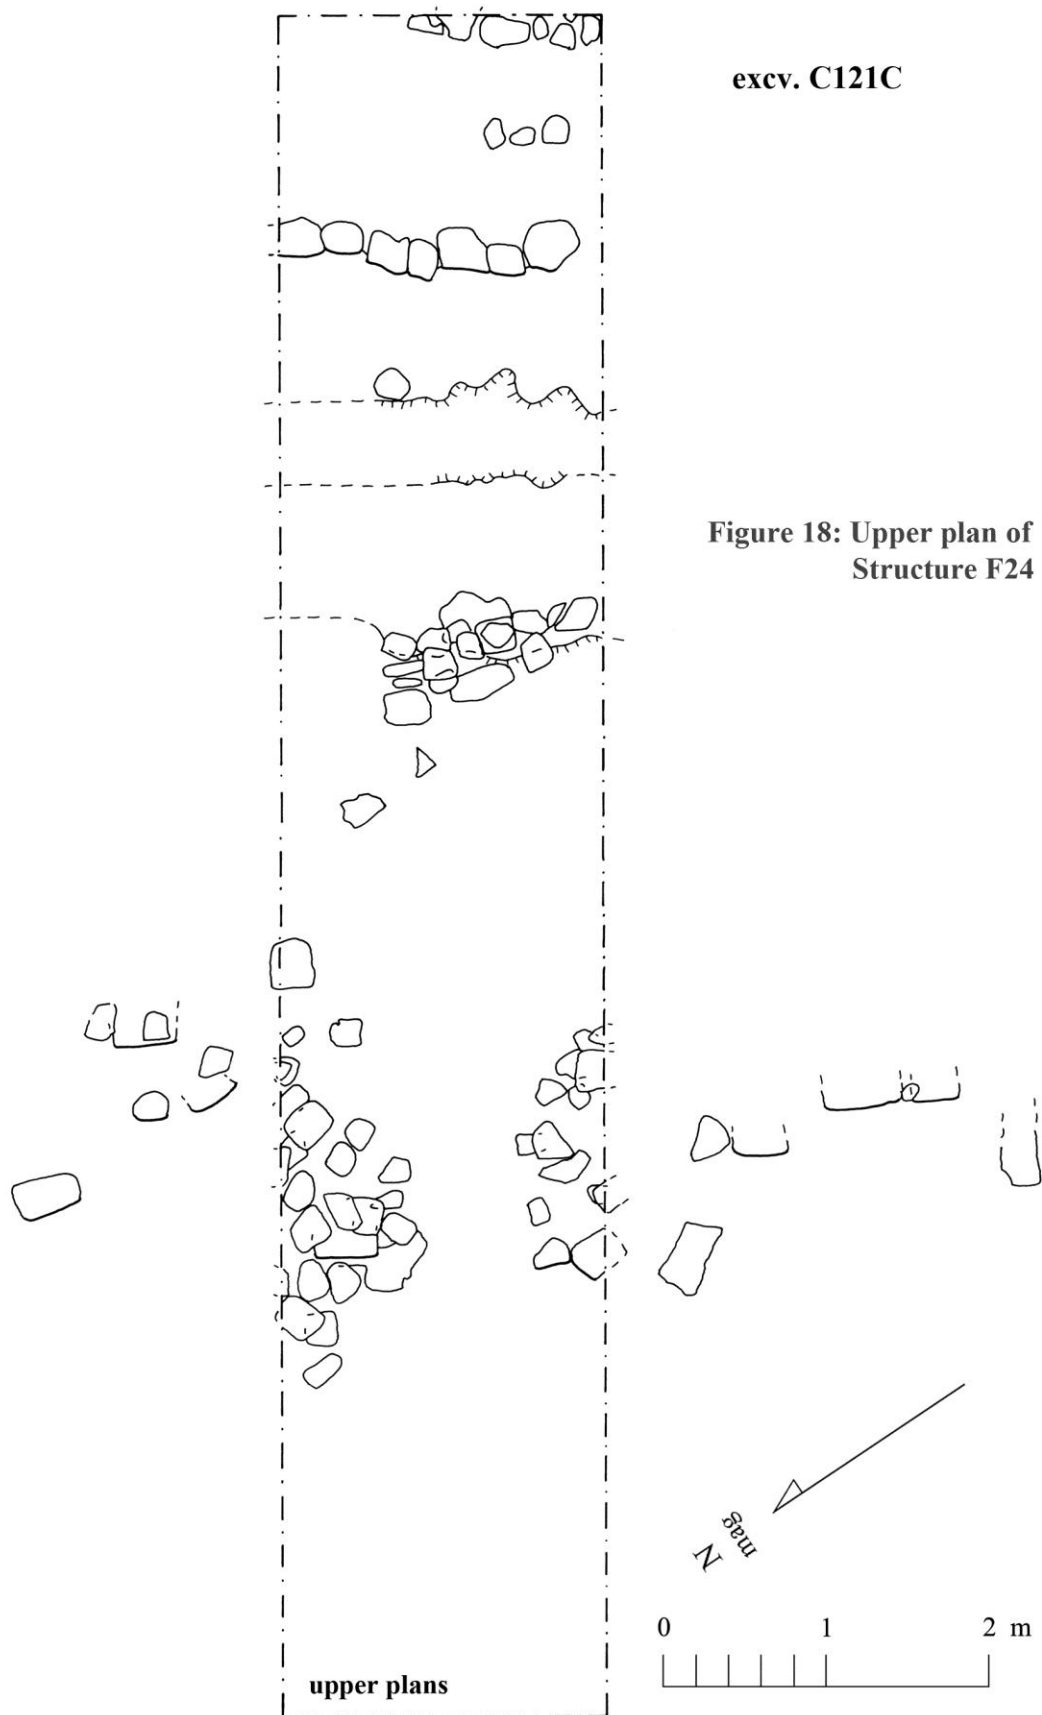 excv. C121C
Figure 18: Upper plan of
Structure F24
mag
N
0 1 2 m
upper plans